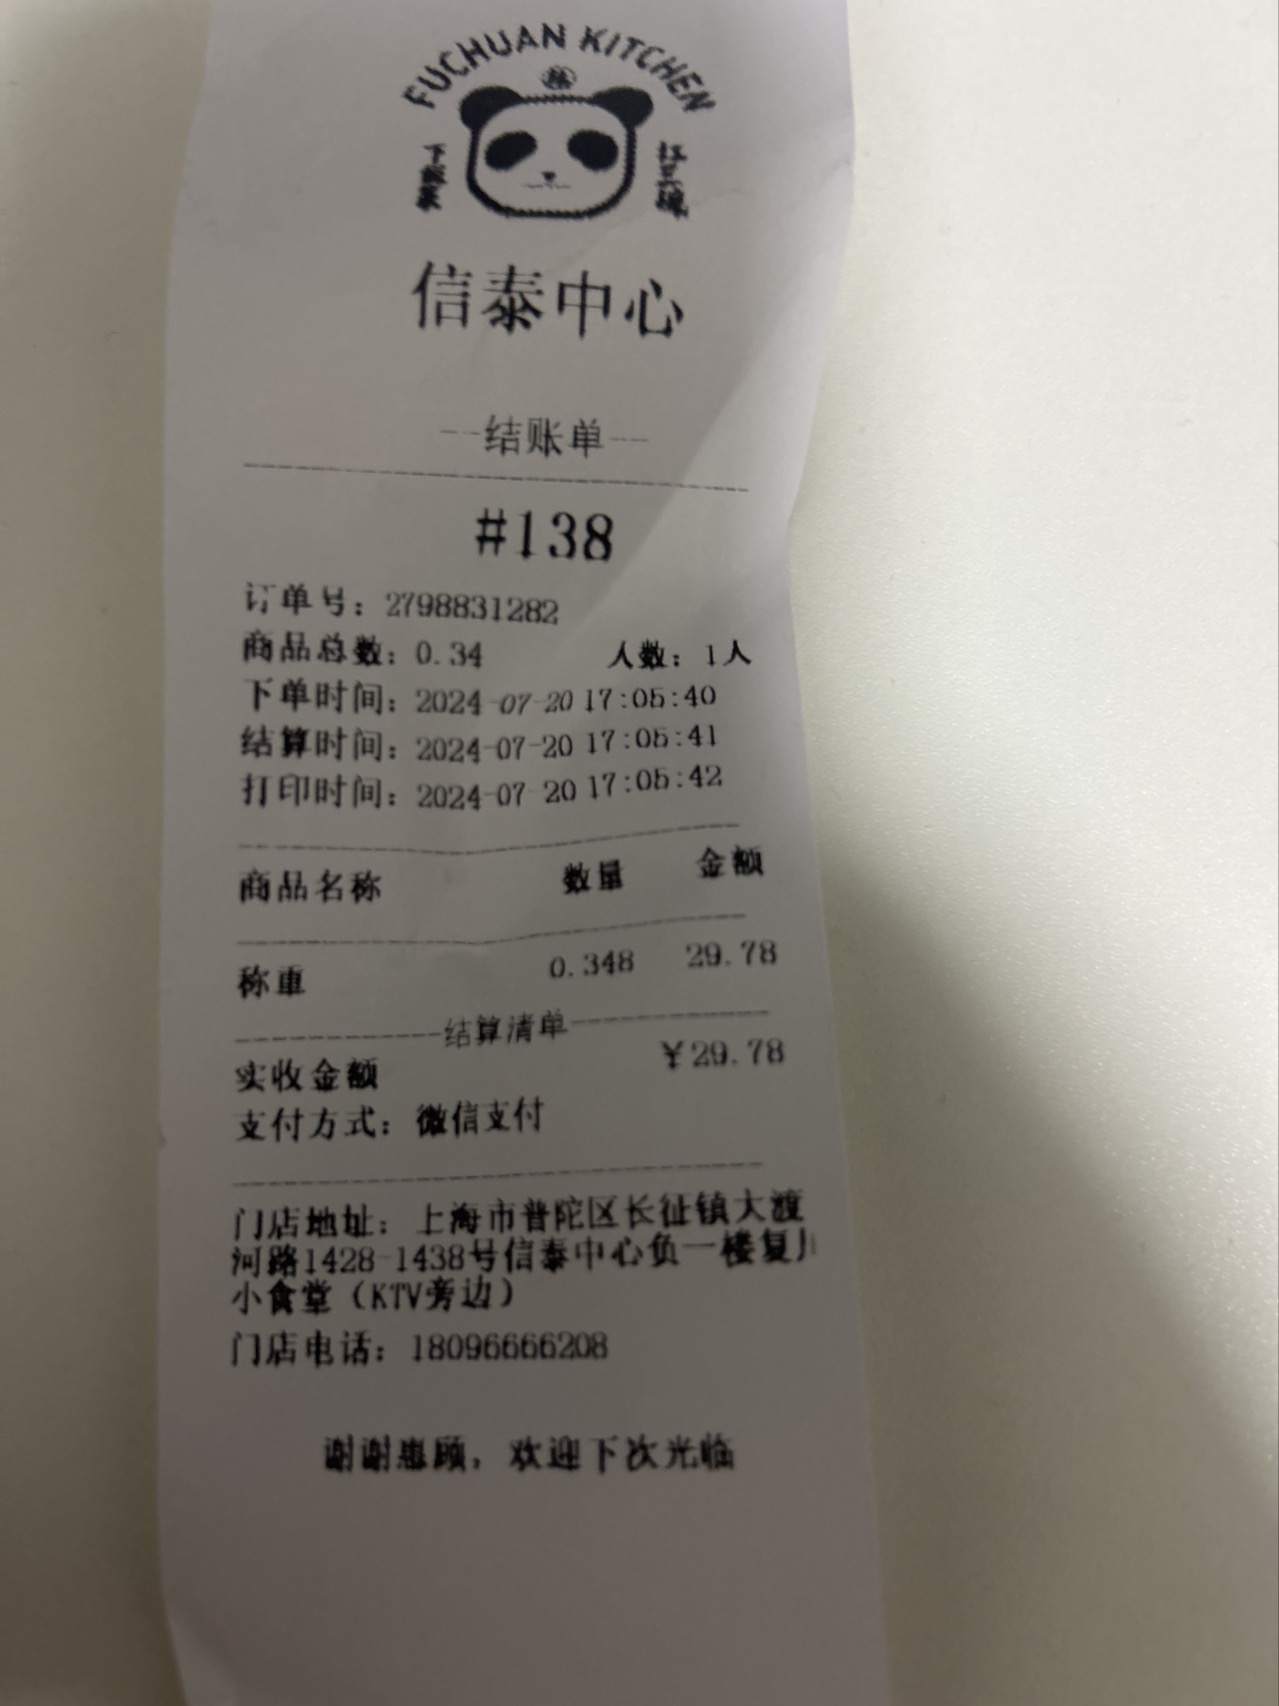 FUCHUAN KITCHEN
下饭菜
扛三碗
信泰中心
---结账单---
#138
订单号：2798831282
商品总数：0.34 人数：1人
下单时间：2024-07-20 17:05:40
结算时间：2024-07-20 17:05:41
打印时间：2024-07-20 17:05:42
商品名称 数量 金额
称重 0.348 29.78
结算清单
实收金额 ￥29.78
支付方式：微信支付
门店地址：上海市普陀区长征镇大渡
河路1428-1438号信泰中心负一楼复川
小食堂（KTV旁边）
门店电话：18096666208
谢谢惠顾，欢迎下次光临